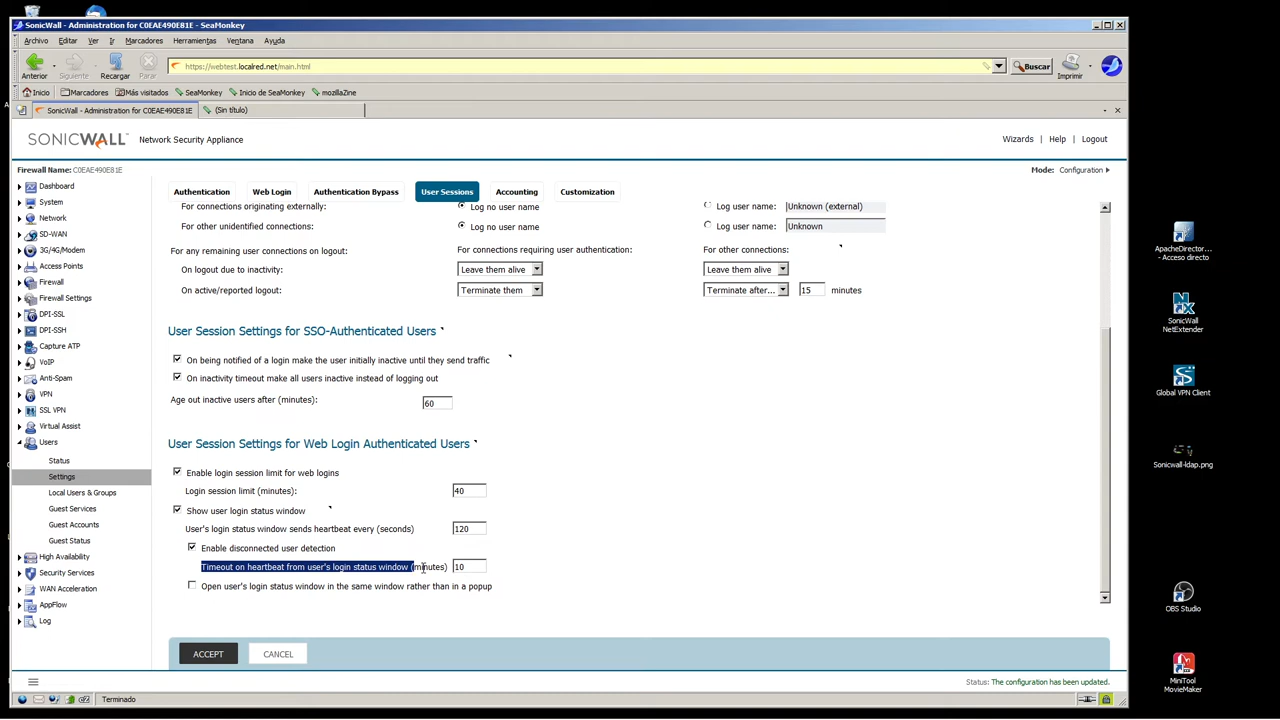 SonicWall - Administration for C0EAE490E81E - SeaMonkey
Archivo Editar Ver Ir Marcadores Herramientas Ventana Ayuda
Anterior Siguiente Recargar Parar https://webtest.localred.net/main.html Buscar Imprimir
Inicio Marcadores Más visitados SeaMonkey Inicio de SeaMonkey mozillaZine
SonicWall - Administration for C0EAE490E81E (Sin título)
SONICWALL Network Security Appliance Wizards | Help | Logout
Firewall Name: C0EAE490E81E Mode: Configuration
Dashboard
System
Network
SD-WAN
3G/4G/Modem
Access Points
Firewall
Firewall Settings
DPI-SSL
DPI-SSH
Capture ATP
VoIP
Anti-Spam
VPN
SSL VPN
Virtual Assist
Users
Status
Settings
Local Users & Groups
Guest Services
Guest Accounts
Guest Status
High Availability
Security Services
WAN Acceleration
AppFlow
Log
Authentication Web Login Authentication Bypass User Sessions Accounting Customization
For connections originating externally: Log no user name Log user name: Unknown (external)
For other unidentified connections: Log no user name Log user name: Unknown
For any remaining user connections on logout: For connections requiring user authentication: For other connections:
On logout due to inactivity: Leave them alive Leave them alive
On active/reported logout: Terminate them Terminate after... 15 minutes
User Session Settings for SSO-Authenticated Users
On being notified of a login make the user initially inactive until they send traffic
On inactivity timeout make all users inactive instead of logging out
Age out inactive users after (minutes): 60
User Session Settings for Web Login Authenticated Users
Enable login session limit for web logins
Login session limit (minutes): 40
Show user login status window
User's login status window sends heartbeat every (seconds) 120
Enable disconnected user detection
Timeout on heartbeat from user's login status window (minutes) 10
Open user's login status window in the same window rather than in a popup
ACCEPT CANCEL
Status: The configuration has been updated.
Terminado
ApacheDirector...
- Acceso directo
SonicWall
NetExtender
Global VPN Client
Sonicwall-ldap.png
OBS Studio
MiniTool
MovieMaker